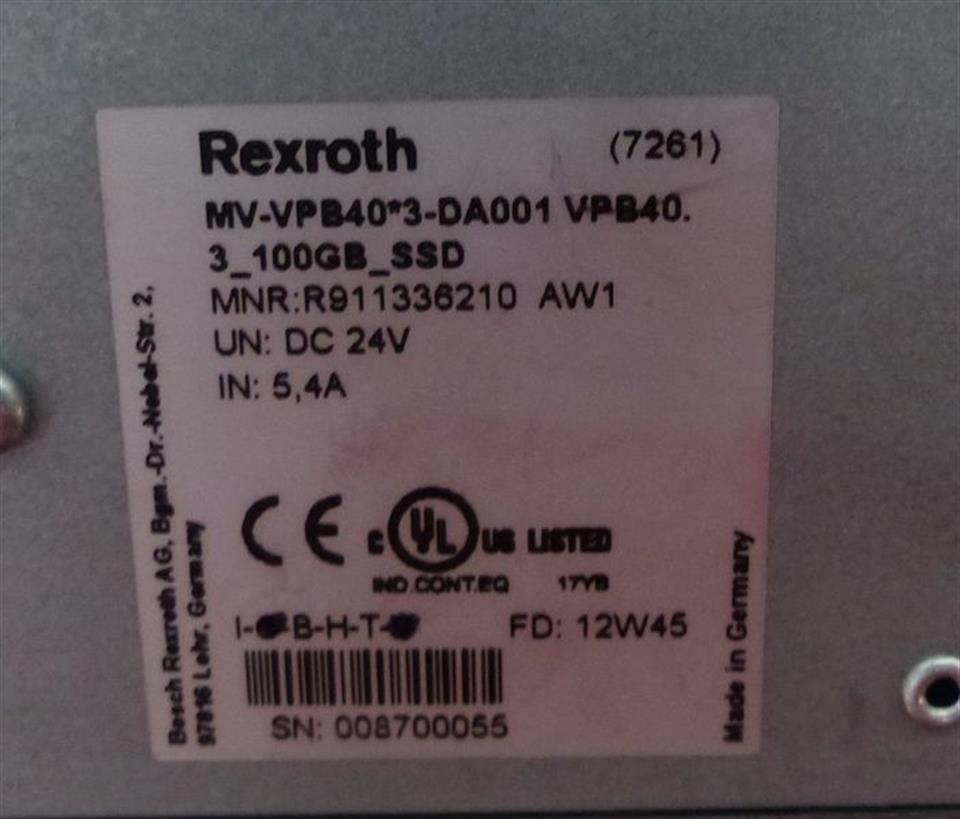 Rexroth (7261)
MV-VPB40*3-DA001 VPB40.
3_100GB_SSD
MNR:R911336210 AW1
UN: DC 24V
IN: 5,4A
CE c UL US LISTED
IND.CONT.EQ 17YB
B-H-T- FD: 12W45
SN: 008700055
Bosch Rexroth AG, Bgm.-Dr.-Nebel-Str. 2,
97816 Lohr, Germany
Made in Germany